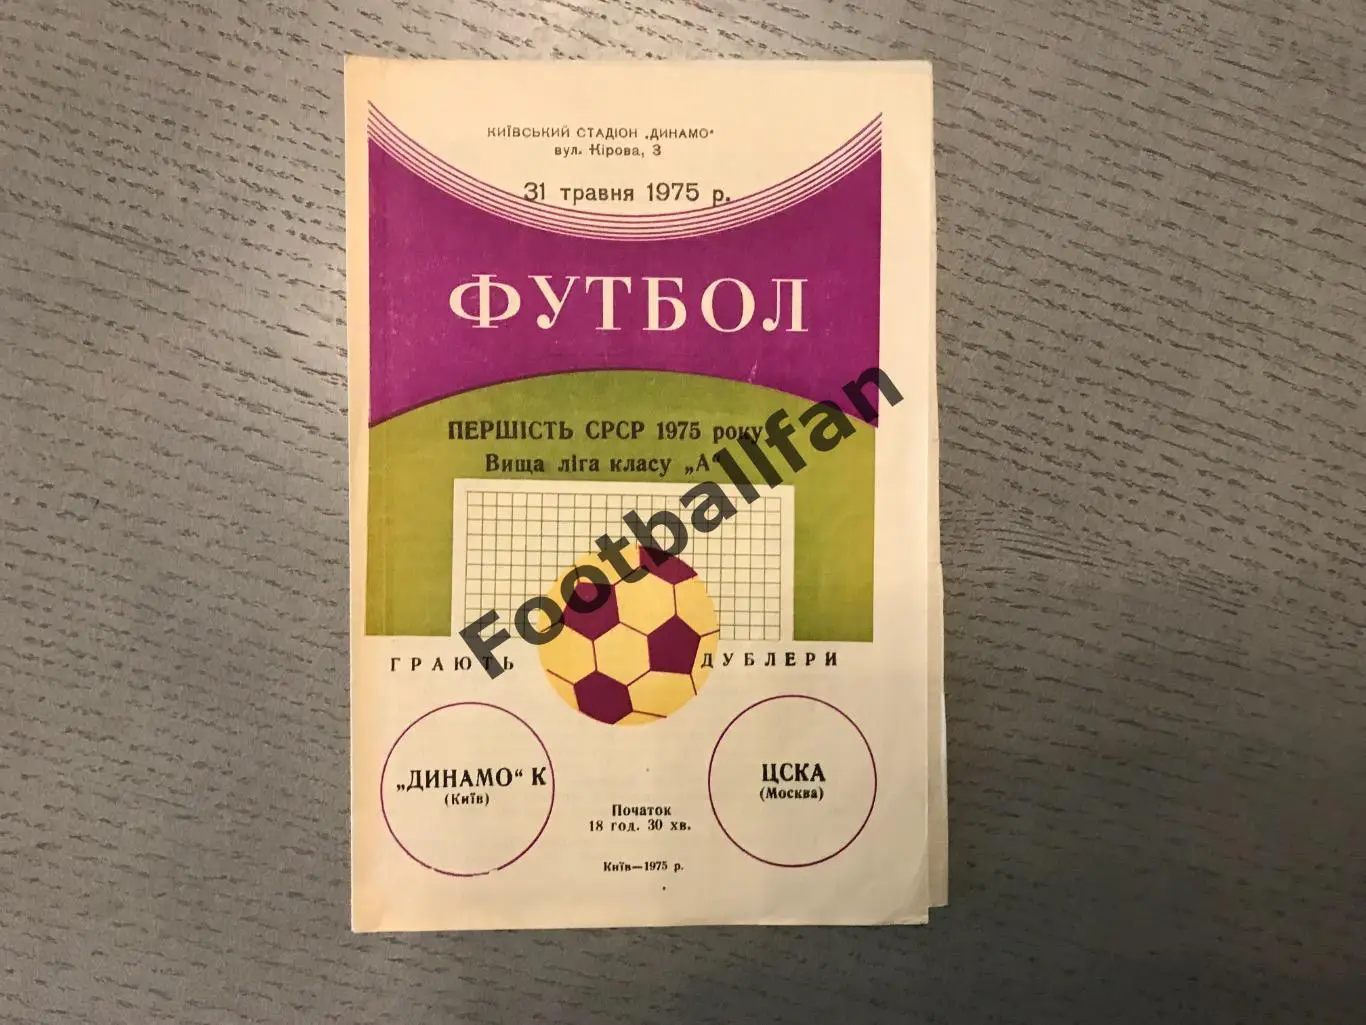 КИЇВСЬКИЙ СТАДІОН „ДИНАМО"
вул. Кірова, 3
31 травня 1975 р.
ФУТБОЛ
ПЕРШІСТЬ СРСР 1975 року
Вища ліга класу „А"
Footballfan
ГРАЮТЬ ДУБЛЕРИ
„ДИНАМО" К
(Київ)
ЦСКА
(Москва)
Початок
18 год. 30 хв.
Київ—1975 р.